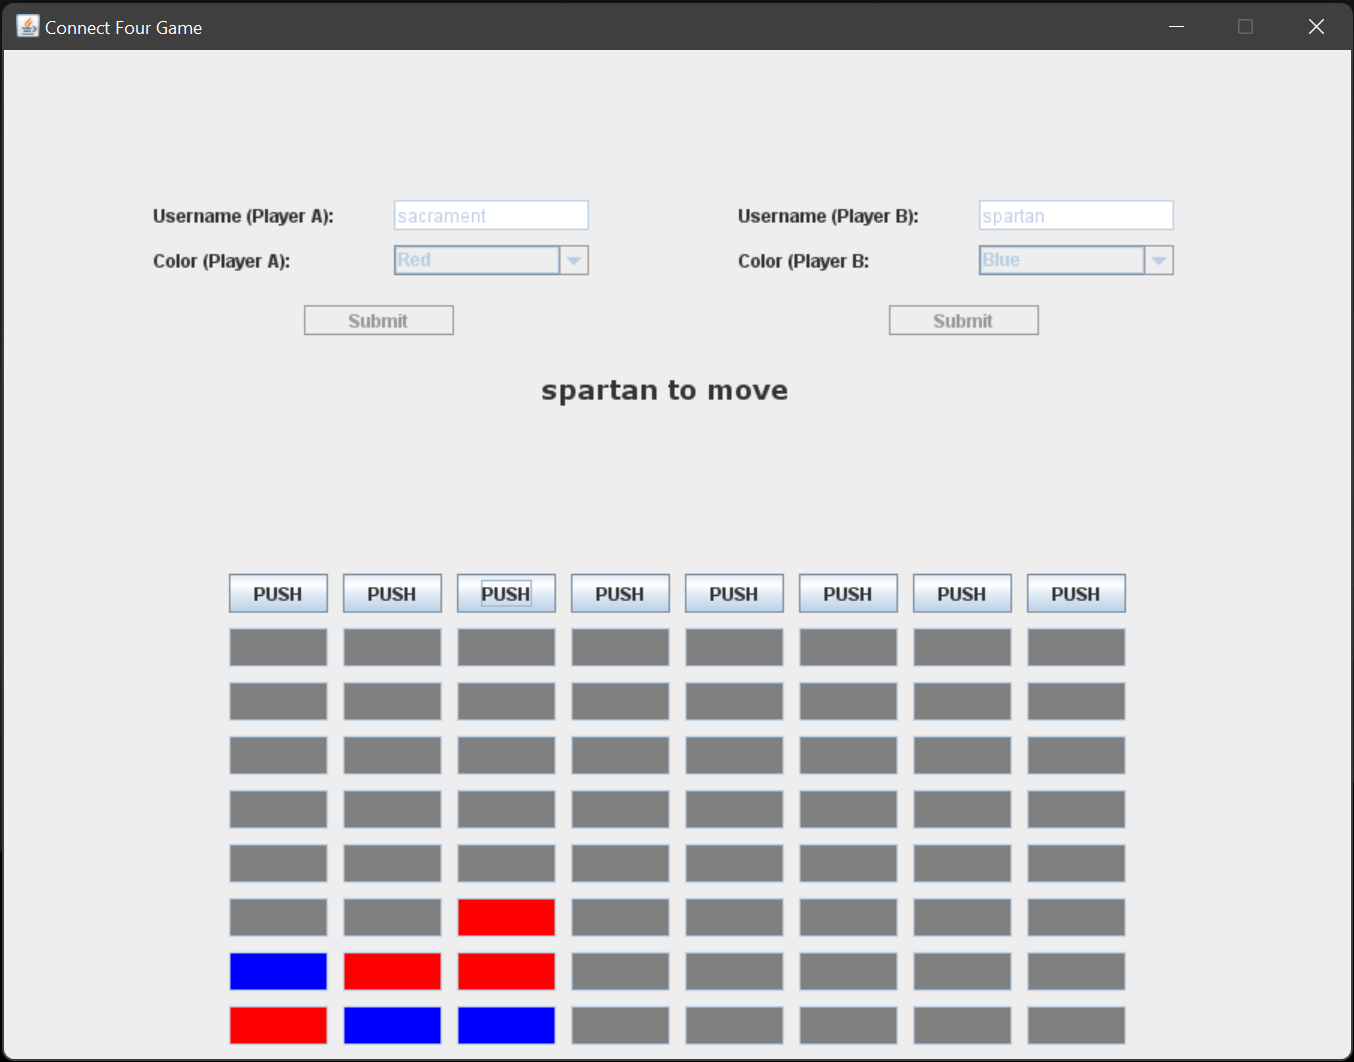 Connect Four Game
Username (Player A): sacrament Username (Player B): spartan
Color (Player A): Red Color (Player B: Blue
Submit Submit
spartan to move
PUSH PUSH PUSH PUSH PUSH PUSH PUSH PUSH